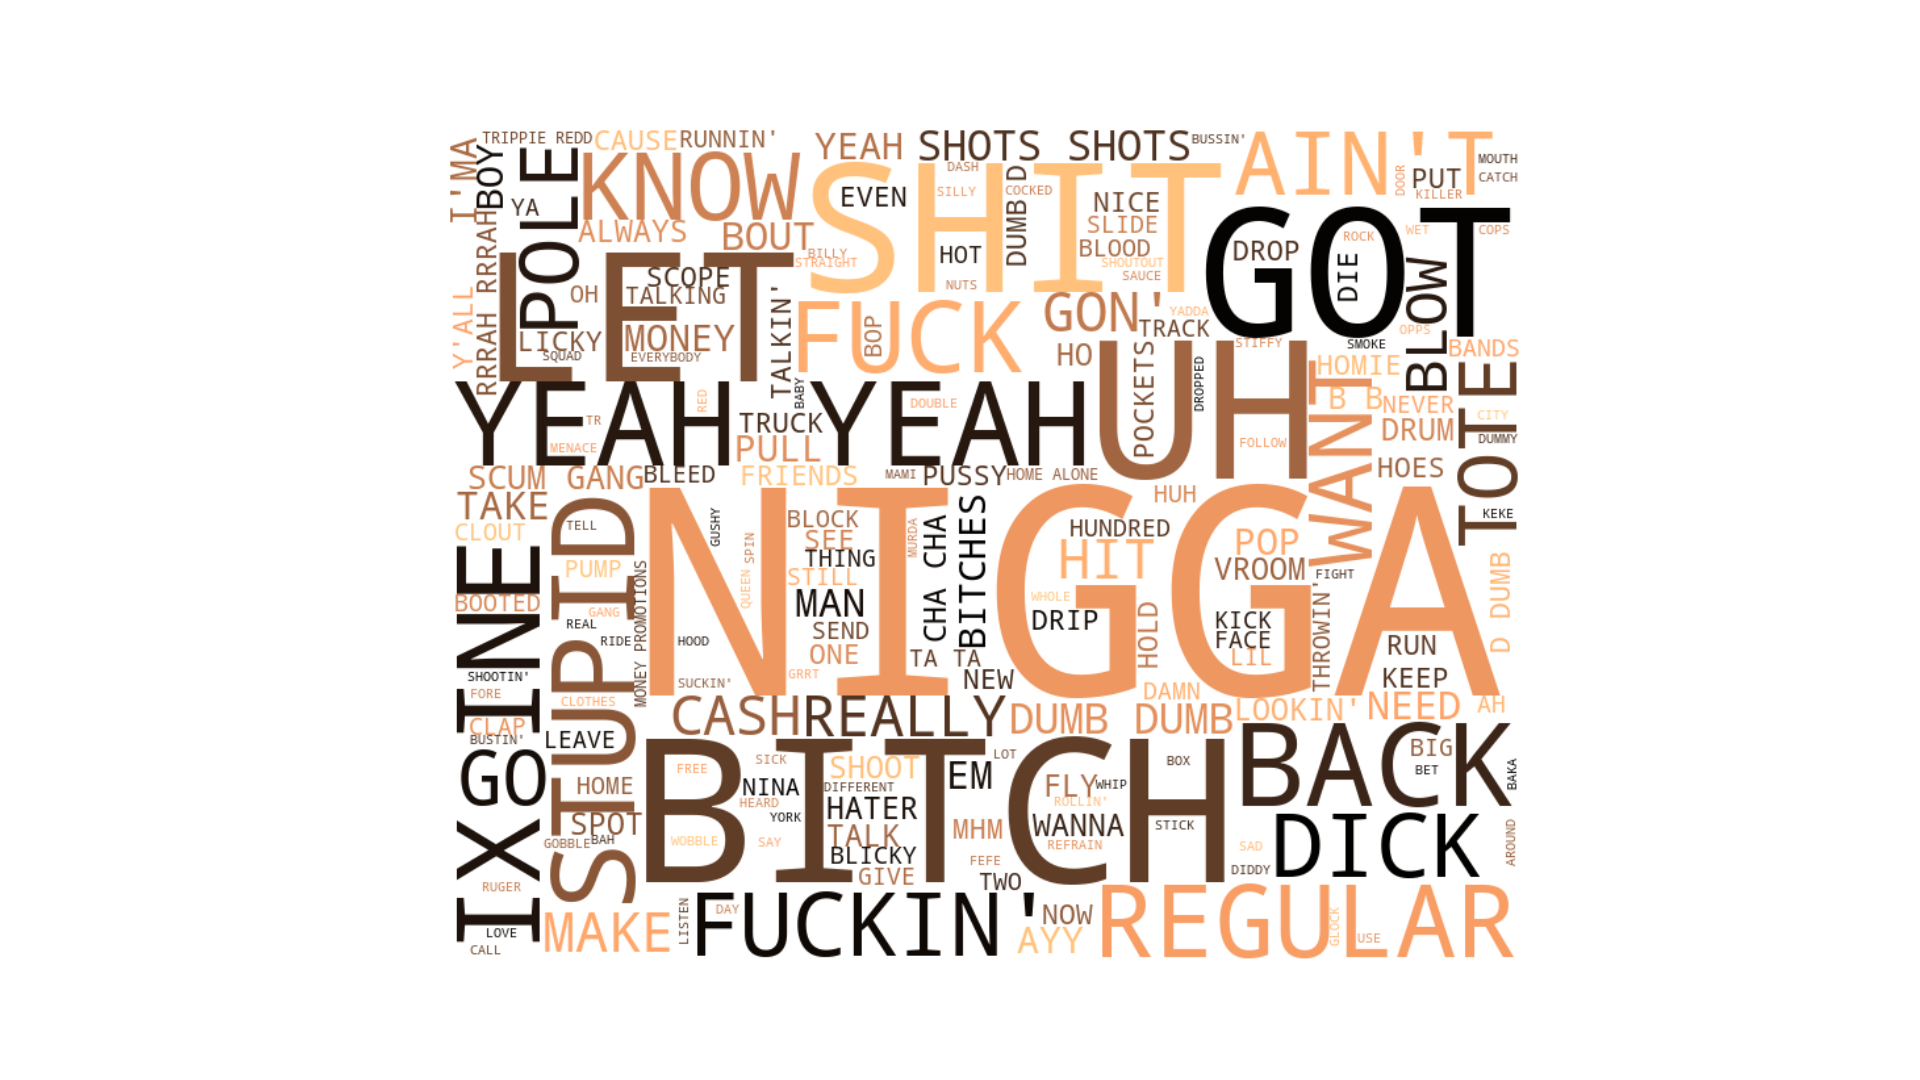 I'MA
TRIPPIE REDD
CAUSE
RUNNIN'
YEAH
SHOTS SHOTS
BUSSIN'
AIN'T
MOUTH
BOY
POLE
KNOW
SHIT
DASH
EVEN
SILLY
DUMB D
COCKED
NICE
DOOR
PUT
CATCH
KILLER
YA
ALWAYS
BOUT
SLIDE
GOT
ROCK
WET
COPS
RRRAH RRRAH
LET
SCOPE
BILLY
STRAIGHT
HOT
BLOOD
SHOUTOUT
SAUCE
DROP
DIE
BLOW
Y'ALL
OH
TALKING
TALKIN'
NUTS
FUCK
BOP
GON'
YADDA
TRACK
OPPS
LICKY
MONEY
SQUAD
EVERYBODY
HO
UH
STIFFY
SMOKE
BANDS
YEAH YEAH
RED
BABY
DOUBLE
POCKETS
DROPPED
HOMIE
WANT
B B
NEVER
TOTE
TR
TRUCK
CITY
MENACE
PULL
FOLLOW
DRUM
DUMMY
SCUM GANG
BLEED
FRIENDS
MAMI
PUSSY
HOME ALONE
HOES
TAKE
NIGGA
HUH
CLOUT
STUPID
TELL
GUSHY
SPIN
BLOCK
SEE
THING
MURDA
CHA CHA
BITCHES
HUNDRED
HIT
POP
VROOM
KEKE
IX INE
PUMP
MONEY PROMOTIONS
QUEEN
STILL
FIGHT
D DUMB
BOOTED
GANG
REAL
RIDE
HOOD
MAN
SEND
ONE
WHOLE
DRIP
HOLD
KICK
FACE
LIL
THROWIN'
RUN
KEEP
SHOOTIN'
SUCKIN'
GRRT
TA TA
NEW
FORE
CLOTHES
CASH
REALLY
DAMN
DUMB DUMB
LOOKIN'
NEED
AH
CLAP
BUSTIN'
LEAVE
BITCH
SICK
SHOOT
LOT
EM
BOX
BACK
BIG
BET
BAKA
GO
HOME
FREE
NINA
DIFFERENT
HEARD
HATER
FLY
WHIP
ROLLIN'
SPOT
YORK
TALK
MHM
WANNA
STICK
DICK
GOBBLE
BAH
WOBBLE
SAY
BLICKY
REFRAIN
SAD
AROUND
RUGER
GIVE
FEFE
TWO
DIDDY
LOVE
CALL
MAKE
LISTEN
DAY
FUCKIN'
NOW
AYY
REGULAR
GLOCK
USE